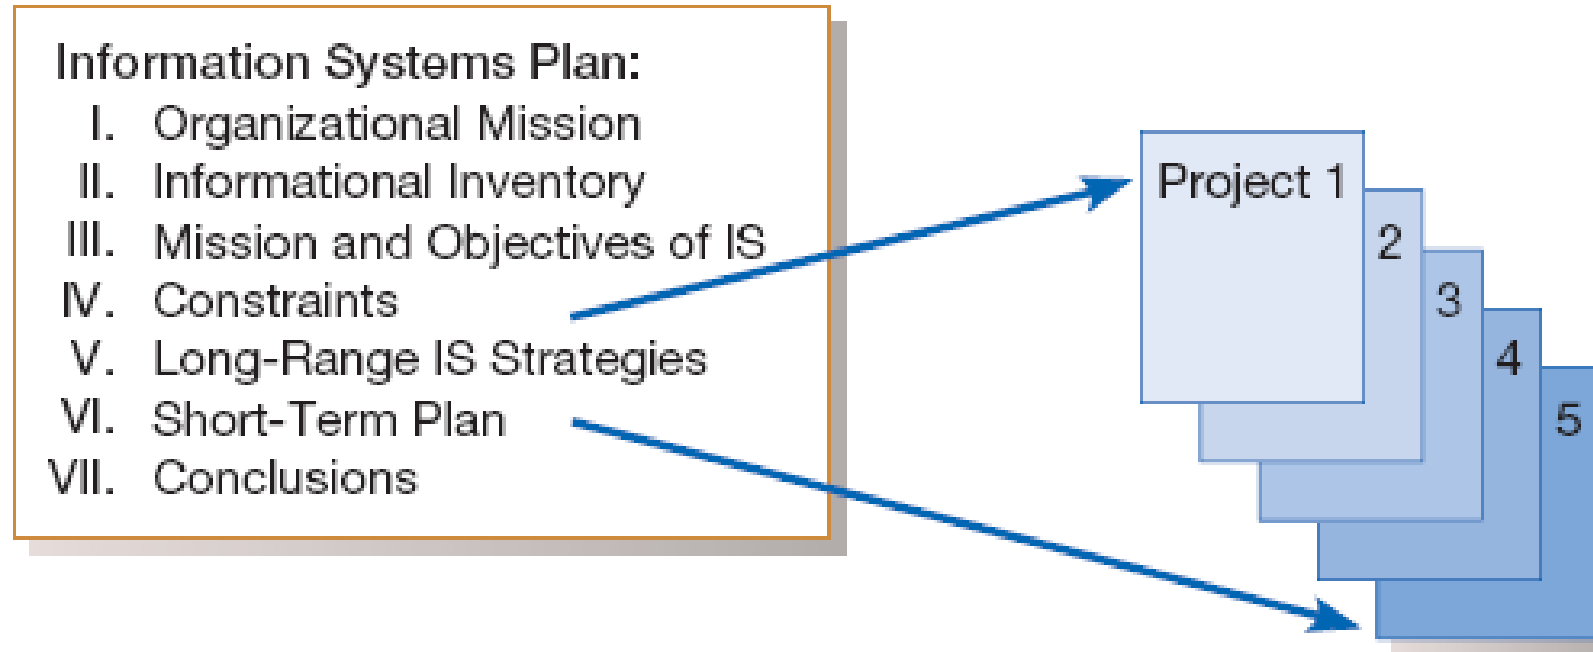 Information Systems Plan:
I. Organizational Mission
II. Informational Inventory
III. Mission and Objectives of IS
IV. Constraints
V. Long-Range IS Strategies
VI. Short-Term Plan
VII. Conclusions
Project 1
2
3
4
5